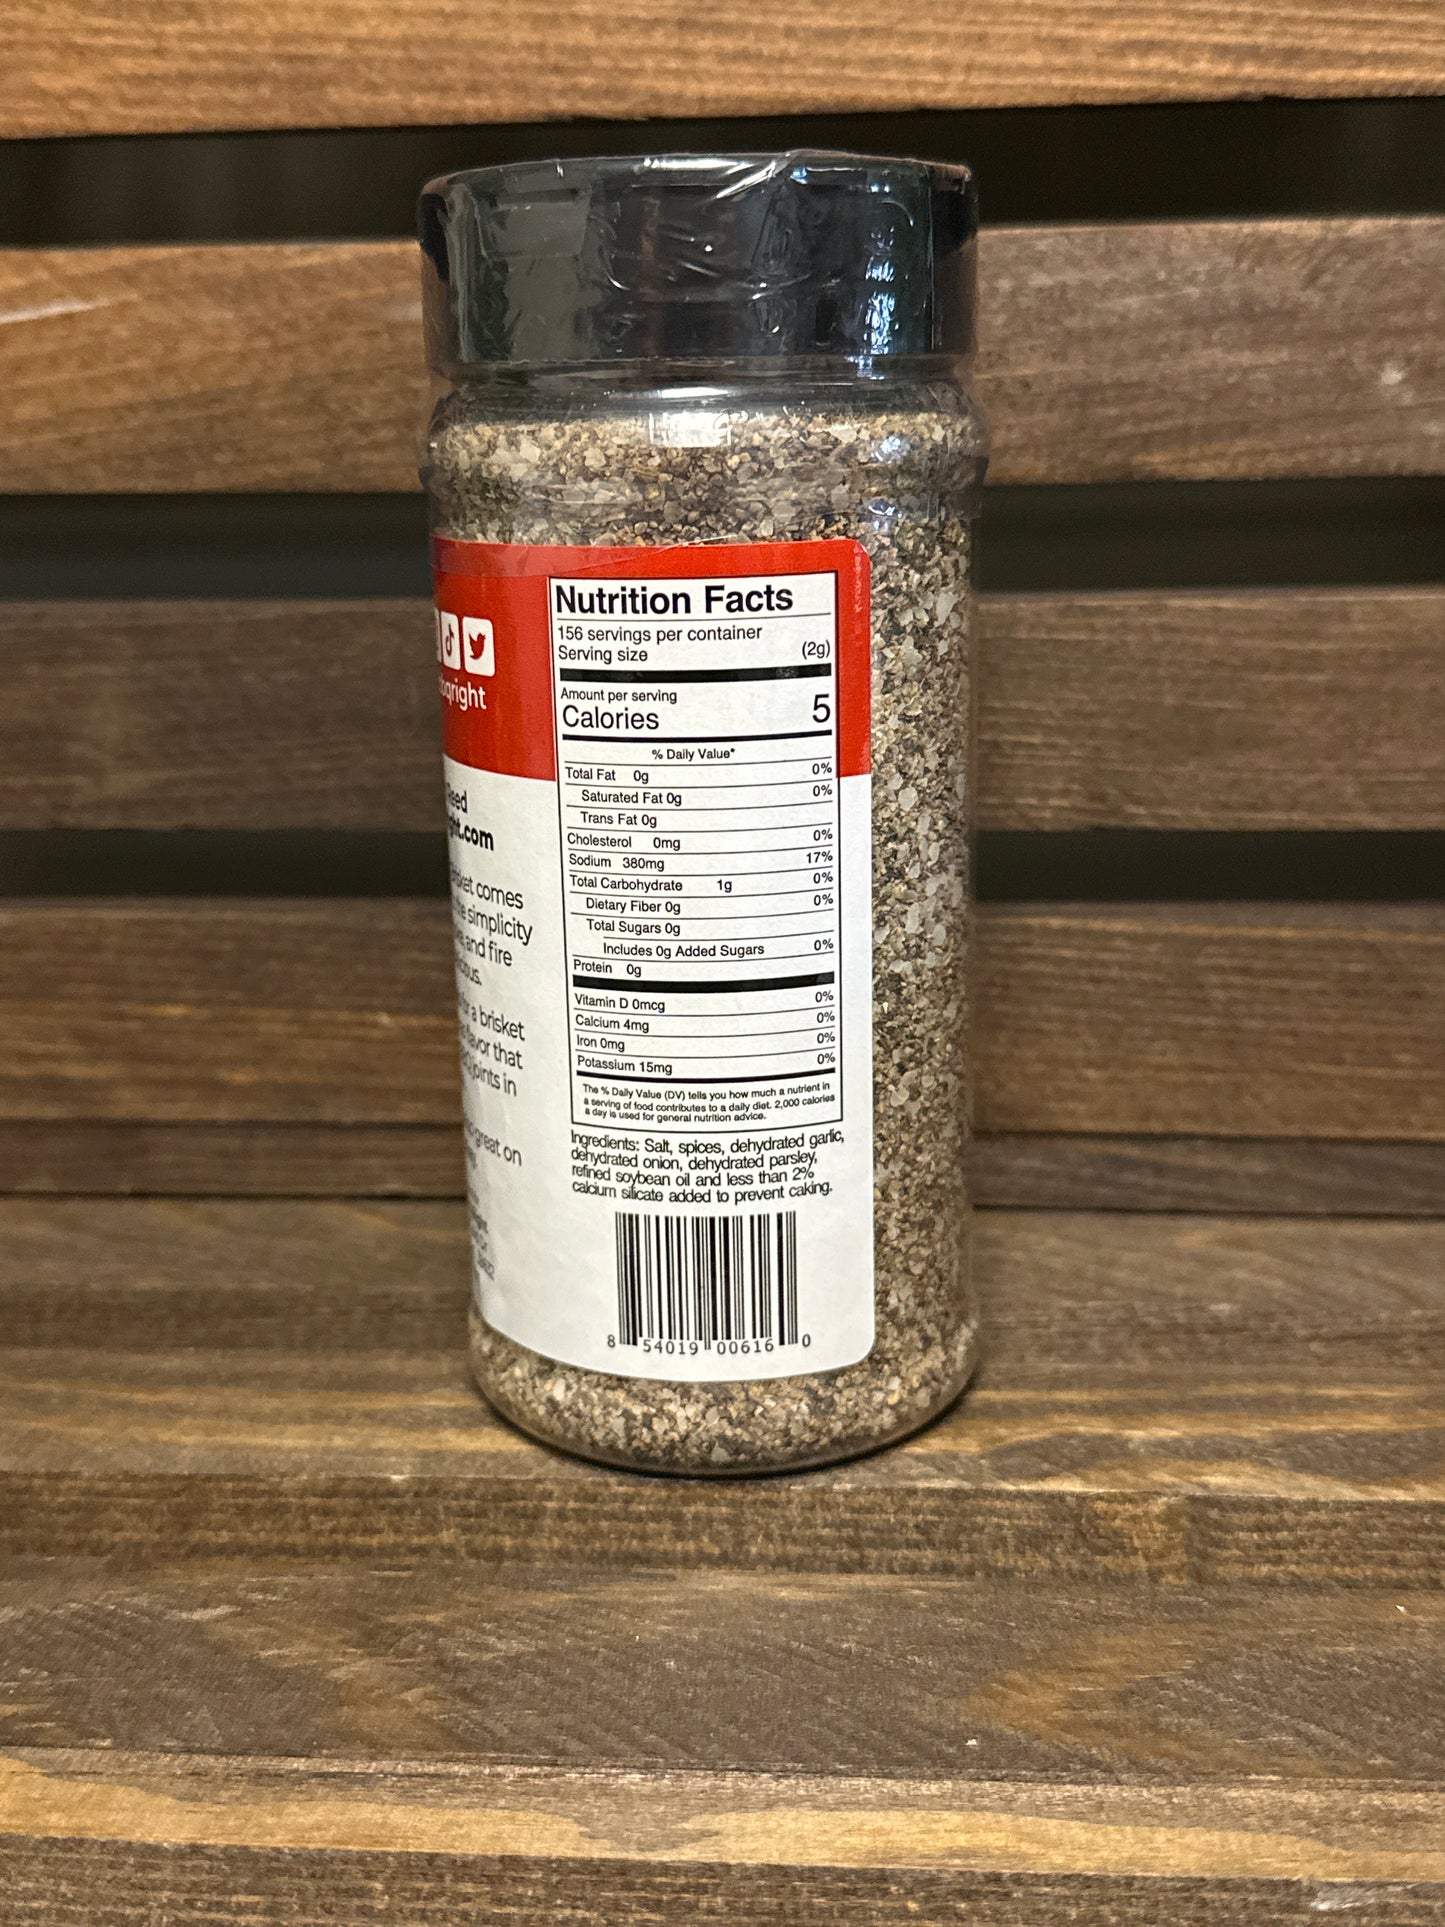 bqright
.com
comes
simplicity
and fire
a brisket
flavor that
joints in
great on
Nutrition Facts
156 servings per container
Serving size (2g)
Amount per serving
Calories 5
% Daily Value*
Total Fat 0g 0%
Saturated Fat 0g 0%
Trans Fat 0g
Cholesterol 0mg 0%
Sodium 380mg 17%
Total Carbohydrate 1g 0%
Dietary Fiber 0g 0%
Total Sugars 0g
Includes 0g Added Sugars 0%
Protein 0g
Vitamin D 0mcg 0%
Calcium 4mg 0%
Iron 0mg 0%
Potassium 15mg 0%
The % Daily Value (DV) tells you how much a nutrient in
a serving of food contributes to a daily diet. 2,000 calories
a day is used for general nutrition advice.
Ingredients: Salt, spices, dehydrated garlic,
dehydrated onion, dehydrated parsley,
refined soybean oil and less than 2%
calcium silicate added to prevent caking.
8 54019 00616 0